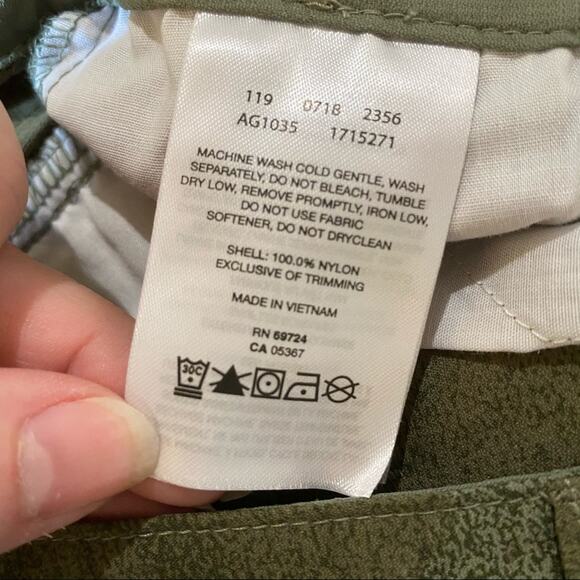 119 0718 2356
AG1035 1715271
MACHINE WASH COLD GENTLE, WASH
SEPARATELY, DO NOT BLEACH, TUMBLE
DRY LOW, REMOVE PROMPTLY, IRON LOW,
DO NOT USE FABRIC
SOFTENER, DO NOT DRYCLEAN
SHELL: 100.0% NYLON
EXCLUSIVE OF TRIMMING
MADE IN VIETNAM
RN 69724
CA 05367
30C